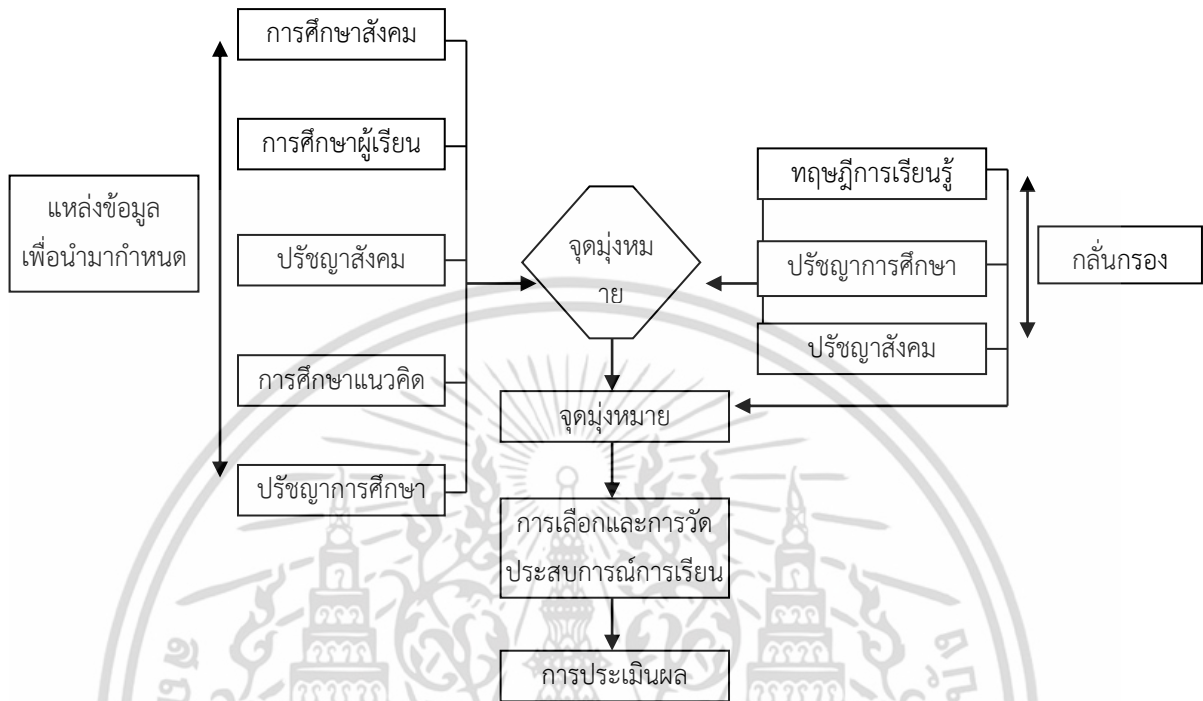 การศึกษาสังคม
การศึกษาผู้เรียน
แหล่งข้อมูล
เพื่อนำมากำหนด
ปรัชญาสังคม
การศึกษาแนวคิด
ปรัชญาการศึกษา
จุดมุ่งหม
าย
ทฤษฎีการเรียนรู้
ปรัชญาการศึกษา
ปรัชญาสังคม
กลั่นกรอง
จุดมุ่งหมาย
การเลือกและการวัด
ประสบการณ์การเรียน
การประเมินผล